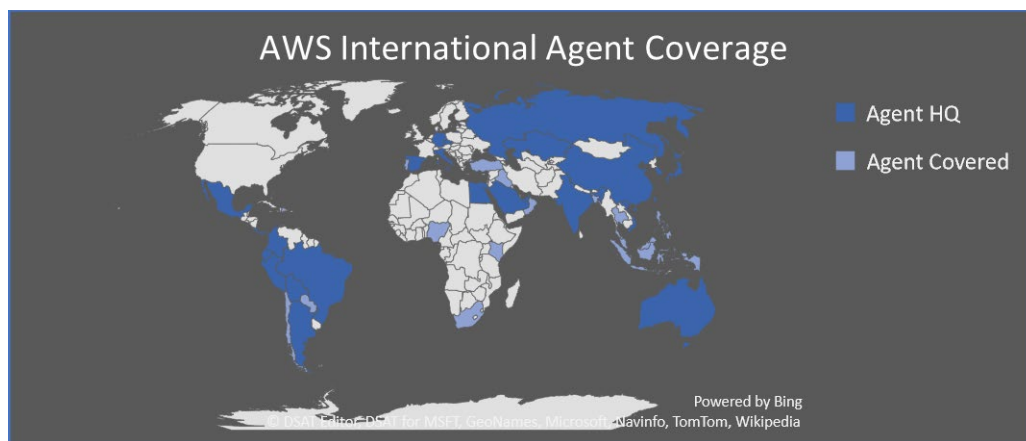 AWS International Agent Coverage
Agent HQ
Agent Covered
Powered by Bing
© DSAT Editor, DSAT for MSFT, GeoNames, Microsoft, Navinfo, TomTom, Wikipedia